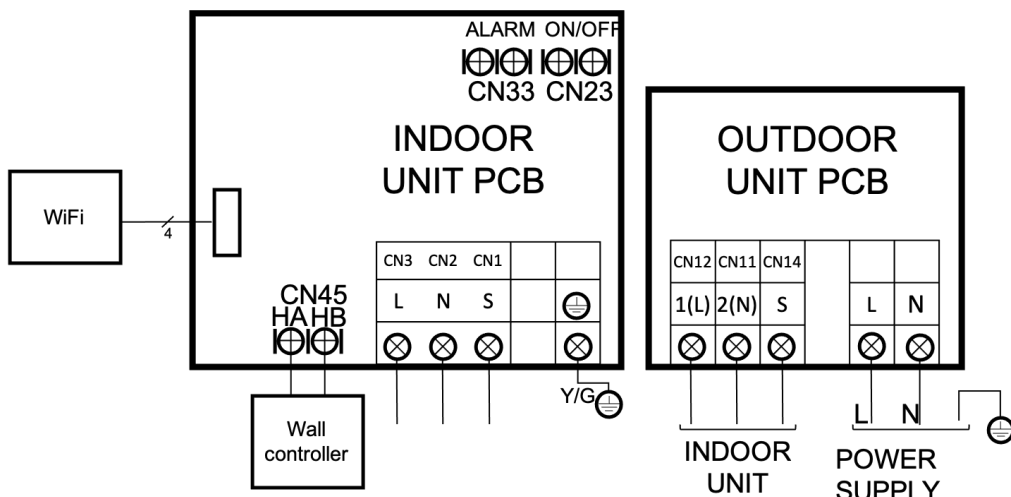 ALARM ON/OFF
CN33 CN23
INDOOR
UNIT PCB
OUTDOOR
UNIT PCB
WiFi
4
CN3 CN2 CN1
L N S
CN45
HA HB
Y/G
Wall
controller
CN12 CN11 CN14
1(L) 2(N) S L N
L N
INDOOR
UNIT
POWER
SUPPLY